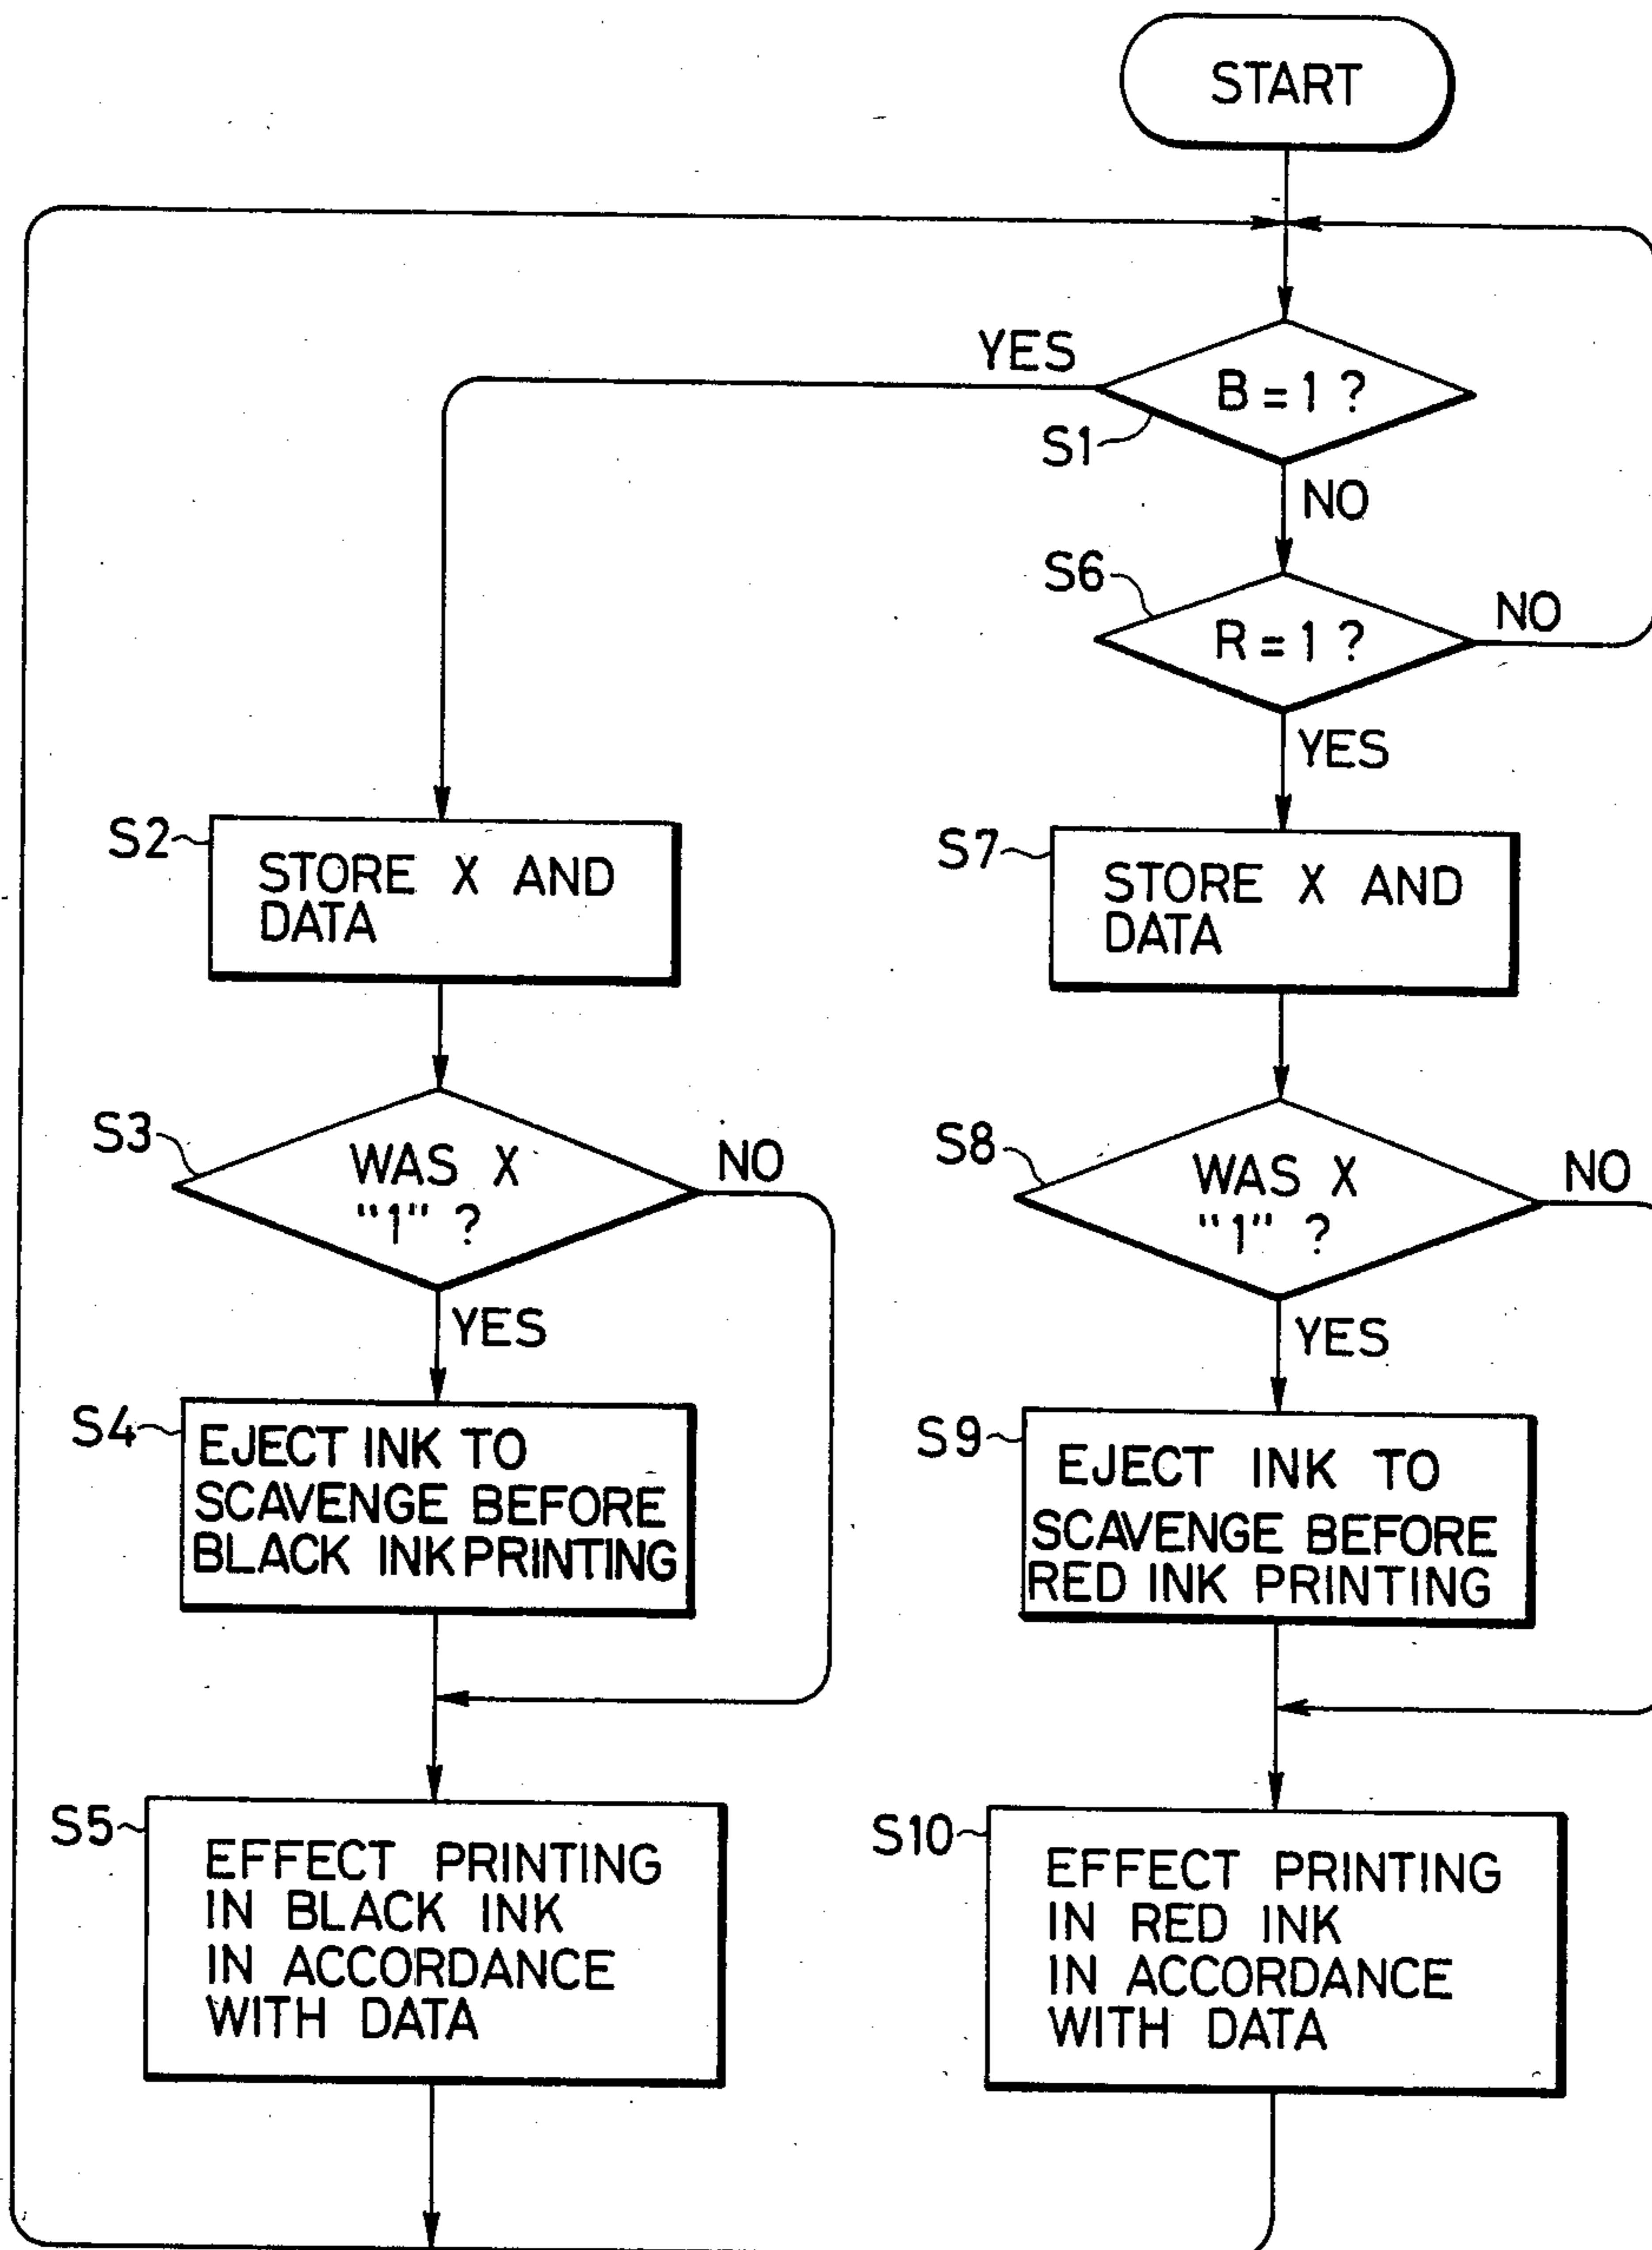 START
YES
B = 1 ?
S1
NO
S6
R = 1 ?
NO
YES
S2
STORE X AND
DATA
S7
STORE X AND
DATA
S3
WAS X
"1" ?
NO
YES
S8
WAS X
"1" ?
NO
YES
S4
EJECT INK TO
SCAVENGE BEFORE
BLACK INK PRINTING
S9
EJECT INK TO
SCAVENGE BEFORE
RED INK PRINTING
S5
EFFECT PRINTING
IN BLACK INK
IN ACCORDANCE
WITH DATA
S10
EFFECT PRINTING
IN RED INK
IN ACCORDANCE
WITH DATA